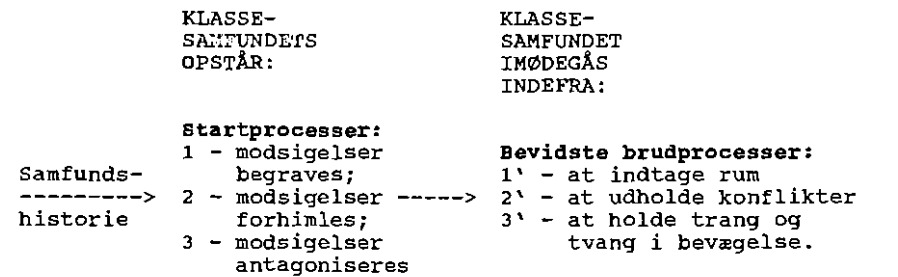 KLASSE-
SAMFUNDETS
OPSTÅR:
KLASSE-
SAMFUNDET
IMØDEGÅS
INDEFRA:
Samfunds-
--------->
historie
Startprocesser:
1 - modsigelser
begraves;
2 - modsigelser ----->
forhimles;
3 - modsigelser
antagoniseres
Bevidste brudprocesser:
1` - at indtage rum
2` - at udholde konflikter
3` - at holde trang og
tvang i bevægelse.